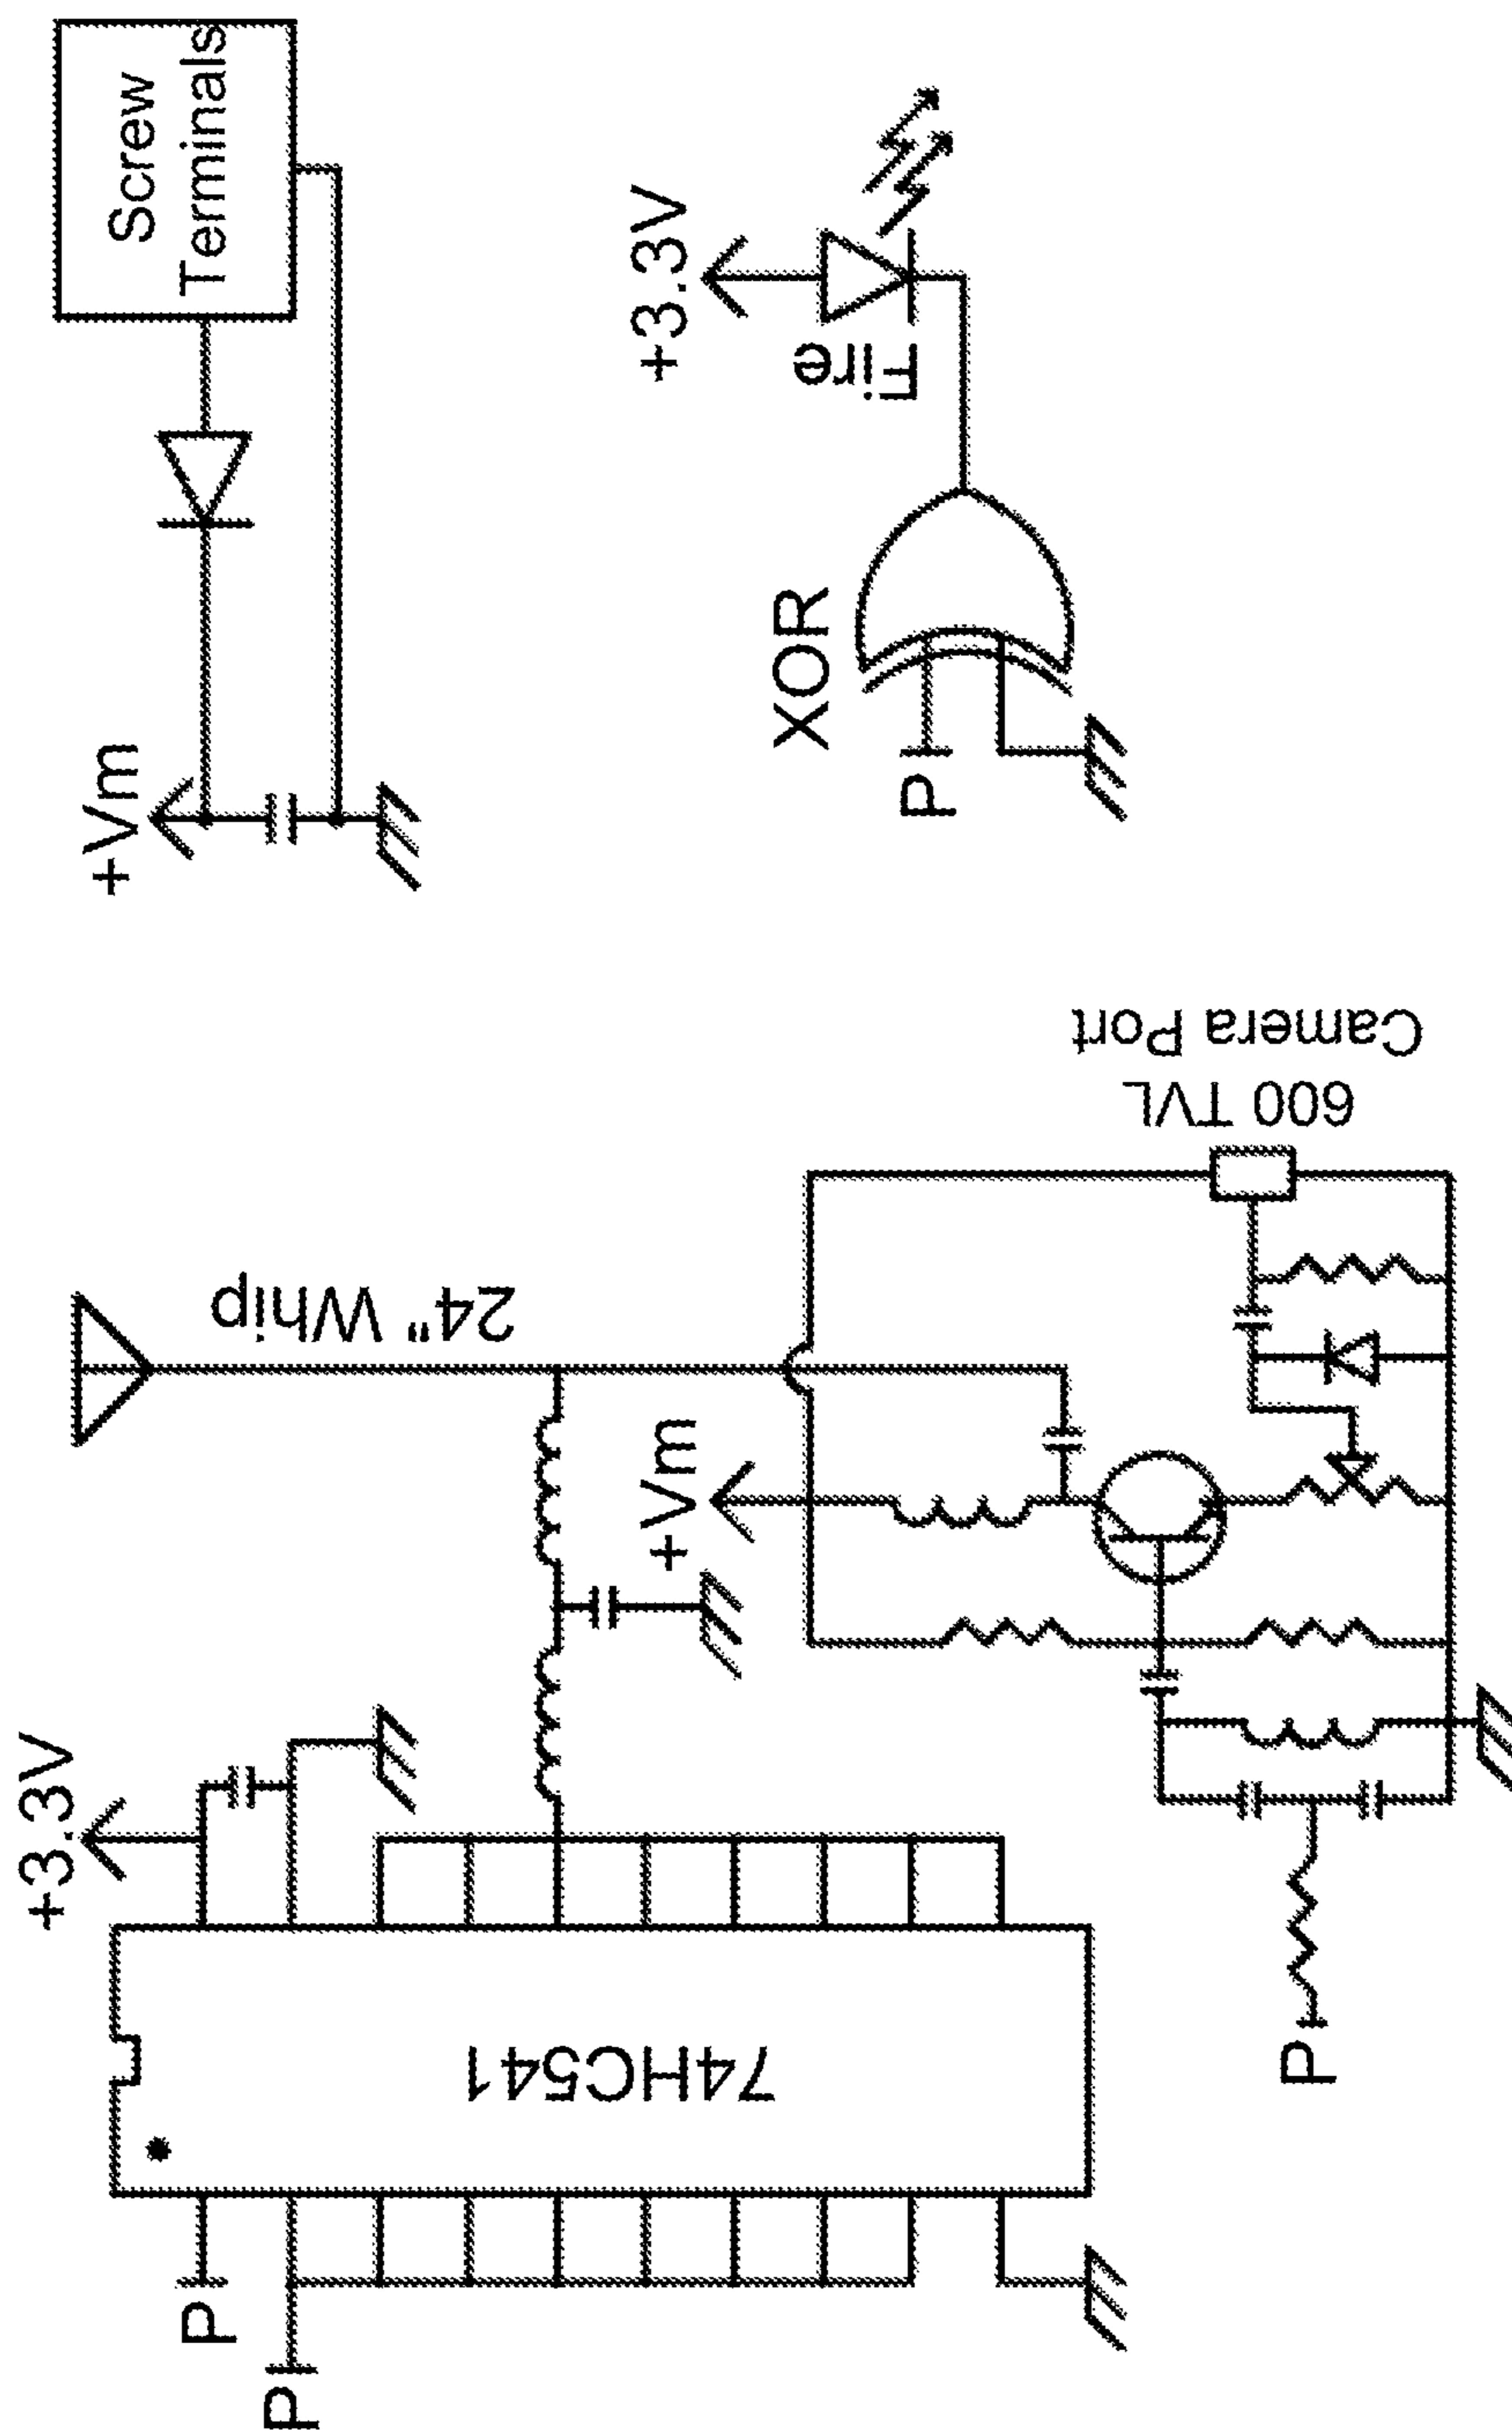 Screw
Terminals
+Vm
+3.3V
Fire
XOR
P
600 TVL
Camera Port
24" Whip
+Vm
+3.3V
74HC541
P
P
P